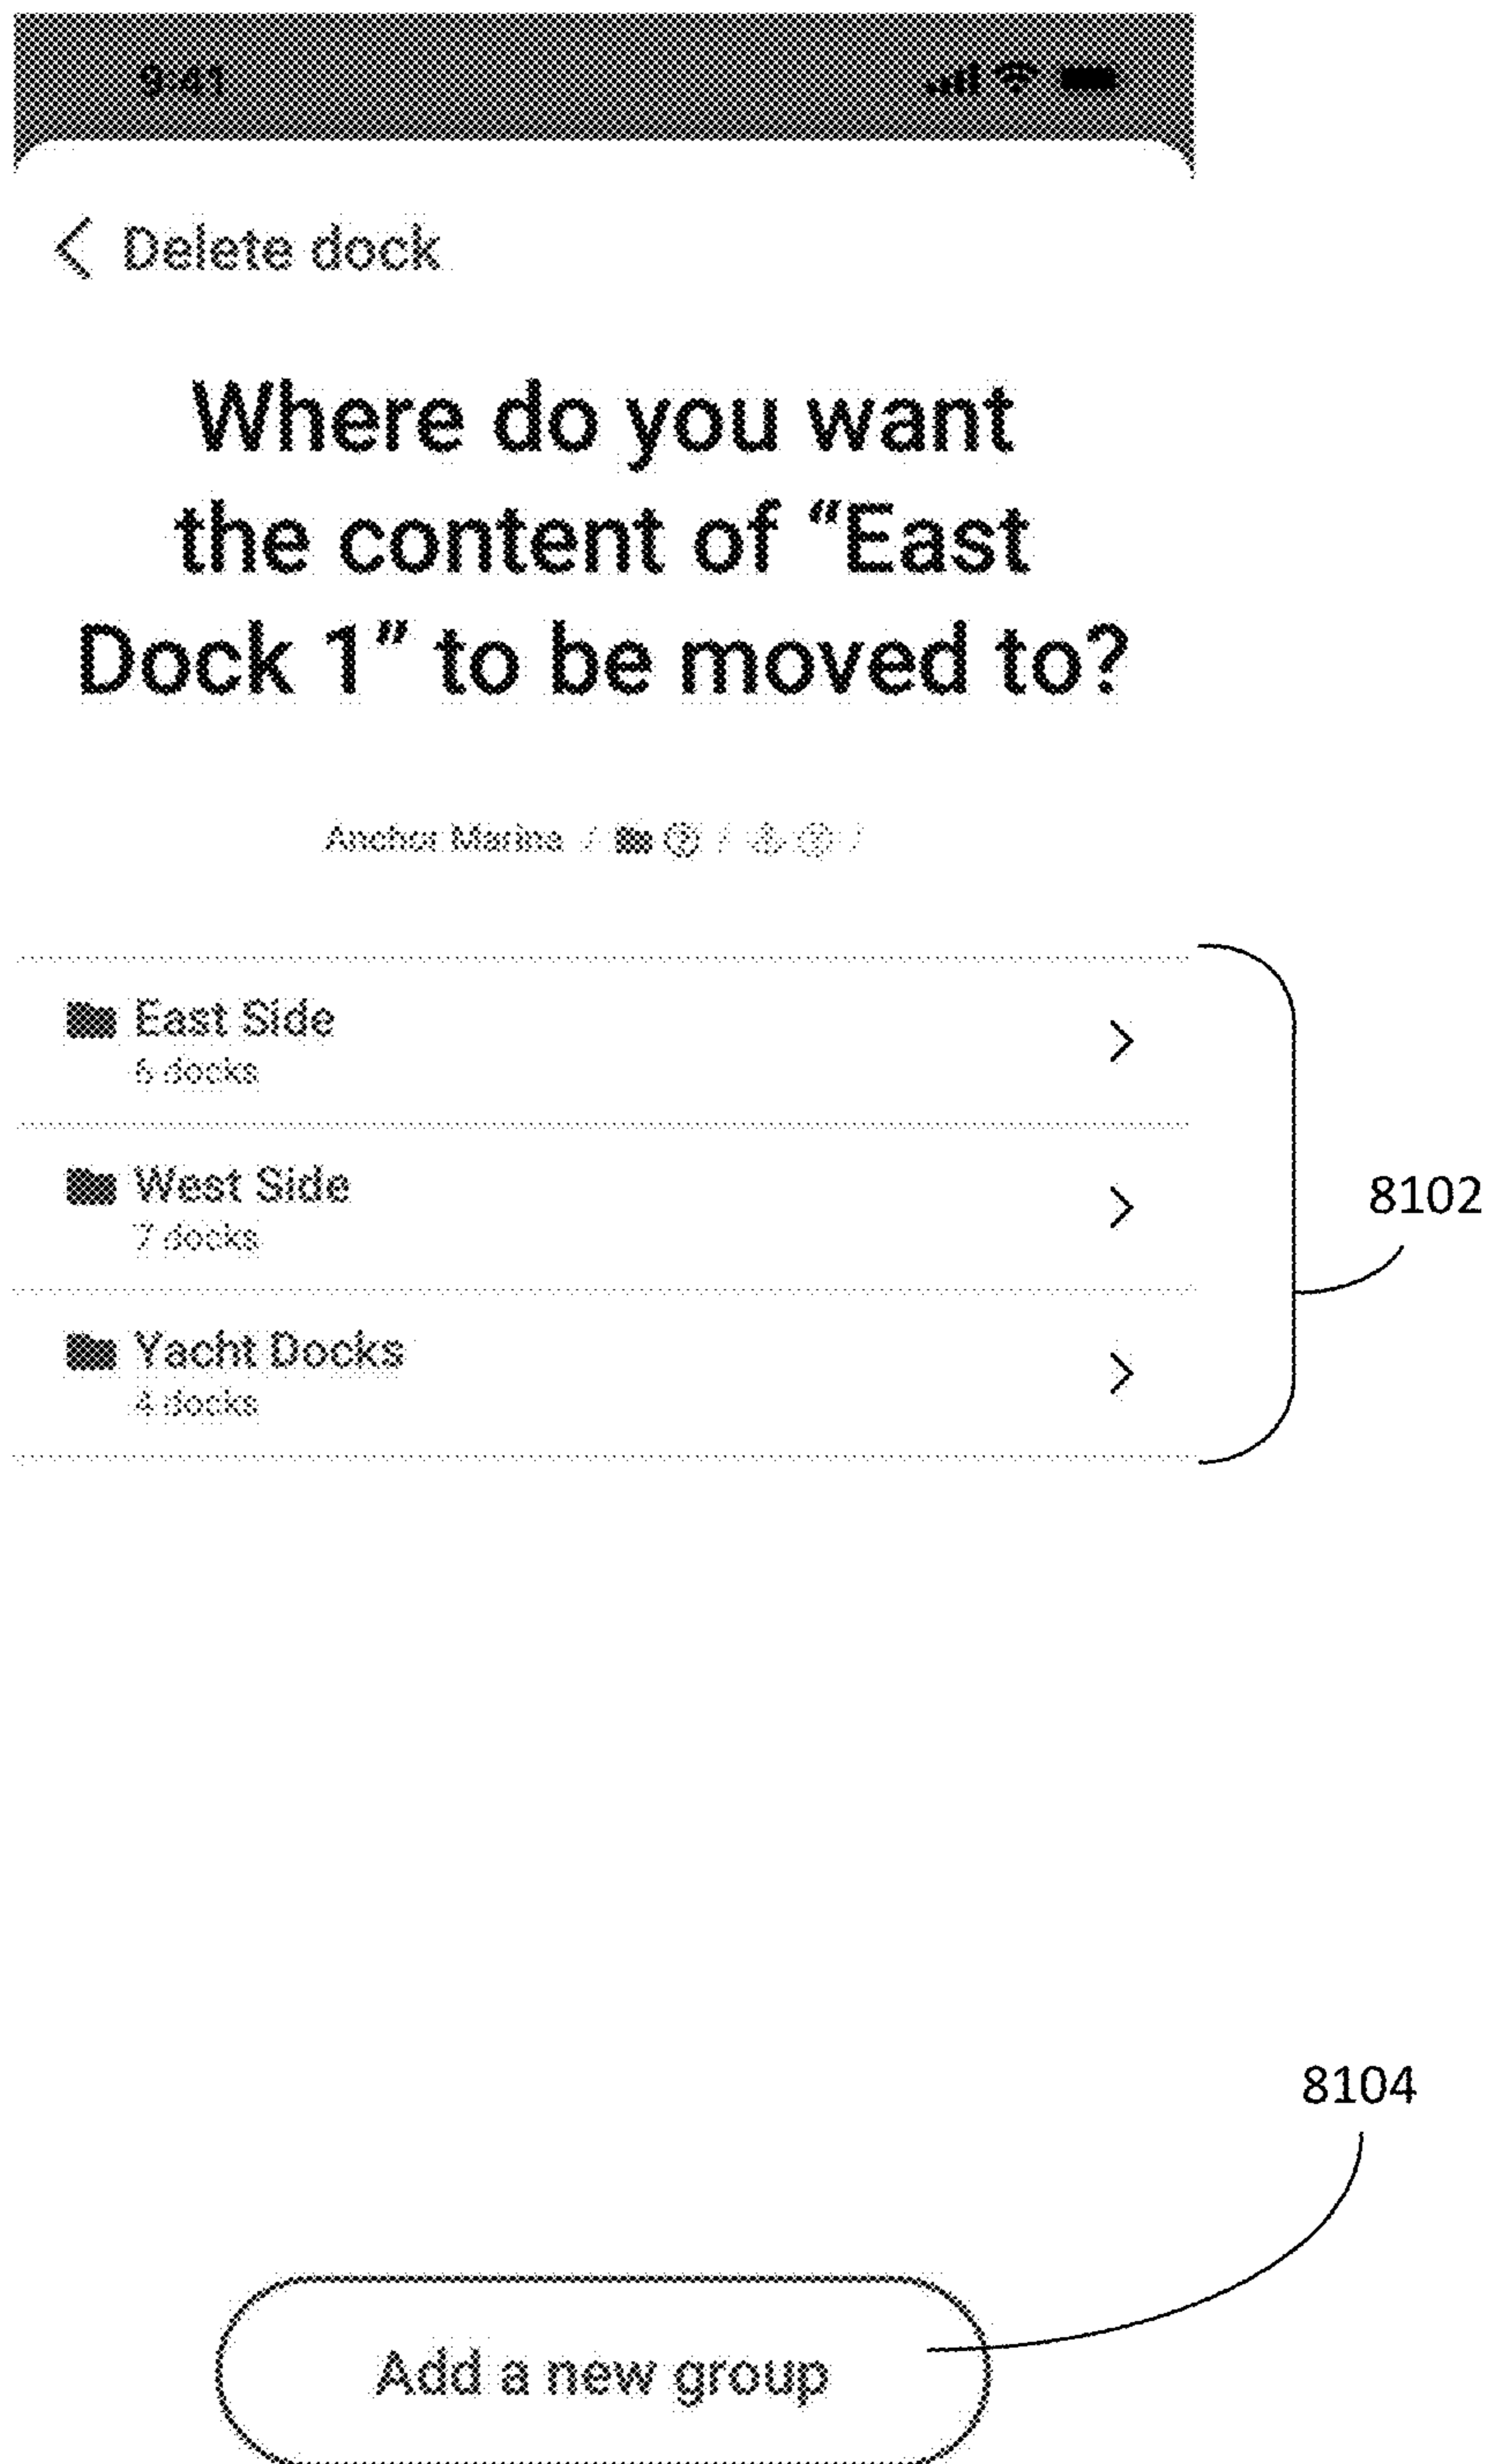 9:41
Delete dock
Where do you want
the content of “East
Dock 1” to be moved to?
Anchor Marina / ? / ? /
East Side
6 docks
West Side
7 docks
8102
Yacht Docks
4 docks
8104
Add a new group